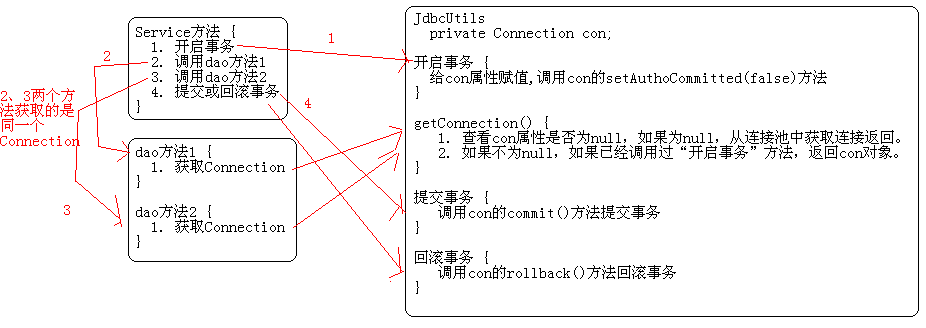 Service方法 {
1. 开启事务
2. 调用dao方法1
3. 调用dao方法2
4. 提交或回滚事务
}
1
2
2、3两个方
法获取的是
同一个
Connection
3
4
dao方法1 {
1. 获取Connection
}
dao方法2 {
1. 获取Connection
}
JdbcUtils
private Connection con;
开启事务 {
给con属性赋值,调用con的setAuthoCommitted(false)方法
}
getConnection() {
1. 查看con属性是否为null，如果为null，从连接池中获取连接返回。
2. 如果不为null，如果已经调用过“开启事务”方法，返回con对象。
}
提交事务 {
调用con的commit()方法提交事务
}
回滚事务 {
调用con的rollback()方法回滚事务
}